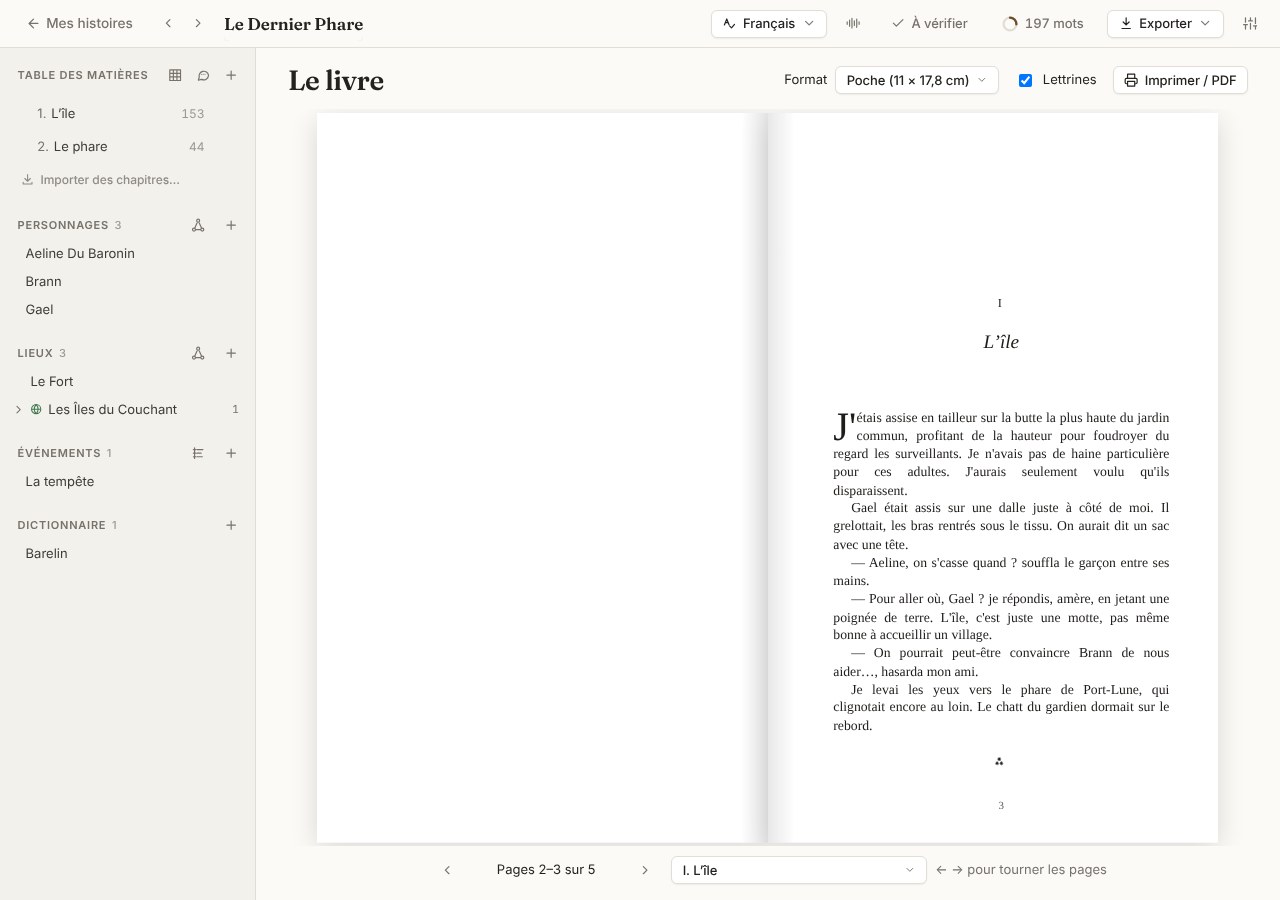 Mes histoires
Le Dernier Phare
Français
À vérifier
197 mots
Exporter
TABLE DES MATIÈRES
1. L'île 153
2. Le phare 44
Importer des chapitres…
PERSONNAGES 3
Aeline Du Baronin
Brann
Gael
LIEUX 3
Le Fort
Les Îles du Couchant 1
ÉVÉNEMENTS 1
La tempête
DICTIONNAIRE 1
Barelin
Le livre
Format
Poche (11 × 17,8 cm)
Lettrines
Imprimer / PDF
I
L’île
J'étais assise en tailleur sur la butte la plus haute du jardin
commun, profitant de la hauteur pour foudroyer du
regard les surveillants. Je n'avais pas de haine particulière
pour ces adultes. J'aurais seulement voulu qu'ils
disparaissent.
Gael était assis sur une dalle juste à côté de moi. Il
grelottait, les bras rentrés sous le tissu. On aurait dit un sac
avec une tête.
— Aeline, on s'casse quand ? souffla le garçon entre ses
mains.
— Pour aller où, Gael ? je répondis, amère, en jetant une
poignée de terre. L'île, c'est juste une motte, pas même
bonne à accueillir un village.
— On pourrait peut-être convaincre Brann de nous
aider…, hasarda mon ami.
Je levai les yeux vers le phare de Port-Lune, qui
clignotait encore au loin. Le chatt du gardien dormait sur le
rebord.
⁂
3
Pages 2–3 sur 5
I. L'île
← → pour tourner les pages